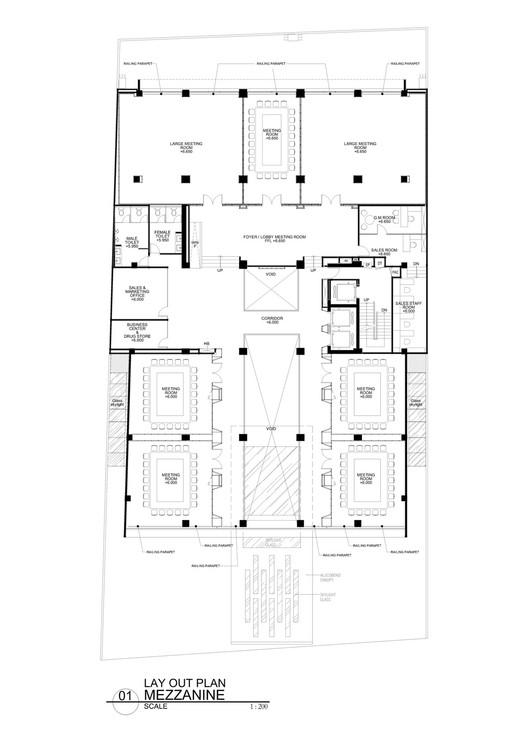 RAILING PARAPET
RAILING PARAPET
RAILING PARAPET
MEETING
ROOM
+6.650
LARGE MEETING
ROOM
+6.650
LARGE MEETING
ROOM
+6.650
G.M ROOM
+6.650
MALE
TOILET
+5.950
FEMALE
TOILET
+5.950
FOYER / LOBBY MEETING ROOM
FFL +6.650
SALES ROOM
+6.650
UP
UP
DN
VOID
SALES &
MARKETING
OFFICE
+6.000
UP
DN
SALES STAFF
ROOM
+6.000
CORRIDOR
+6.000
BUSINESS
CENTER
&
DRUG STORE
+6.000
HB
MEETING
ROOM
+6.000
MEETING
ROOM
+6.000
Glass
skylight
Glass
skylight
VOID
MEETING
ROOM
+6.000
MEETING
ROOM
+6.000
RAILING PARAPET
RAILING PARAPET
RAILING PARAPET
RAILING PARAPET
RAILING PARAPET
RAILING PARAPET
SKYLIGHT
GLASS
ALUCOBOND
CANOPY
SKYLIGHT
GLASS
LAY OUT PLAN
01 MEZZANINE
SCALE 1 : 200